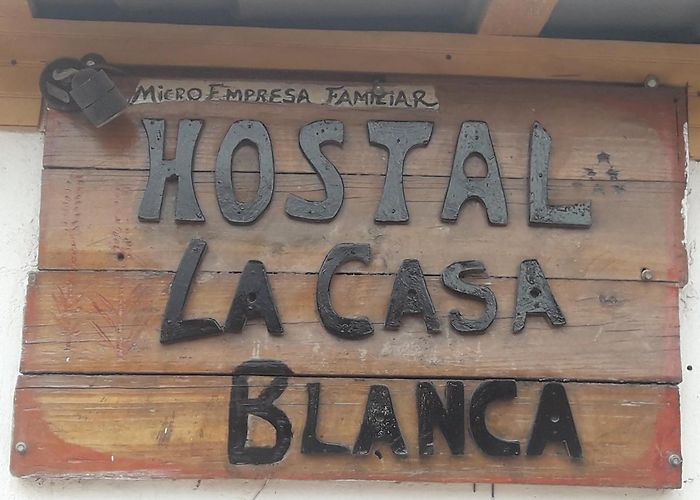 Micro Empresa Familiar
HOSTAL
LA CASA
BLANCA